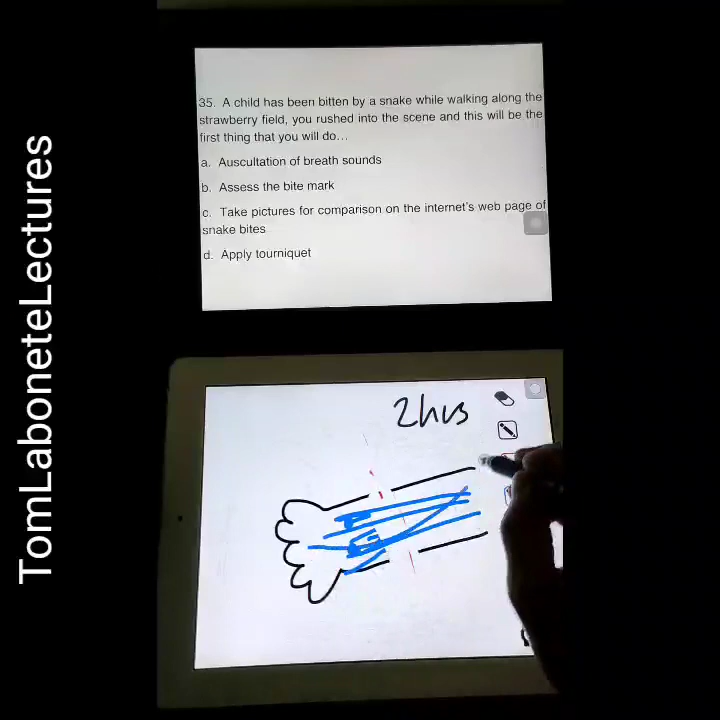 TomLaboneteLectures
35. A child has been bitten by a snake while walking along the
strawberry field, you rushed into the scene and this will be the
first thing that you will do...
a. Auscultation of breath sounds
b. Assess the bite mark
c. Take pictures for comparison on the internet's web page of
snake bites
d. Apply tourniquet
2hrs